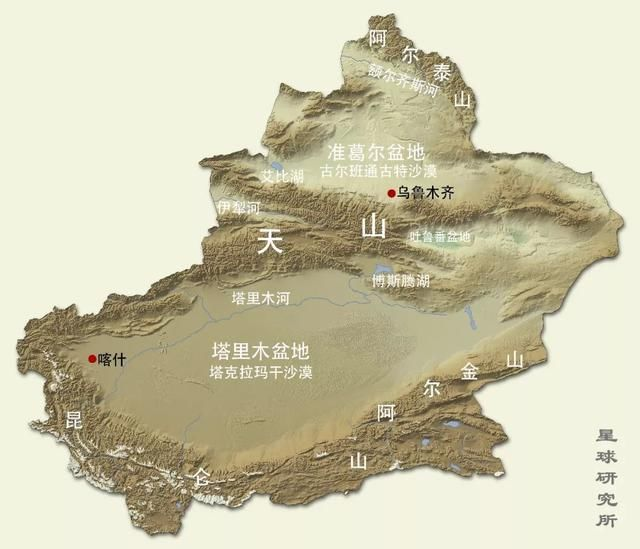 阿尔泰山
额尔齐斯河
准葛尔盆地
古尔班通古特沙漠
艾比湖
乌鲁木齐
伊犁河
天山
吐鲁番盆地
博斯腾湖
塔里木河
喀什
塔里木盆地
塔克拉玛干沙漠
阿尔金山
昆仑山
星球研究所